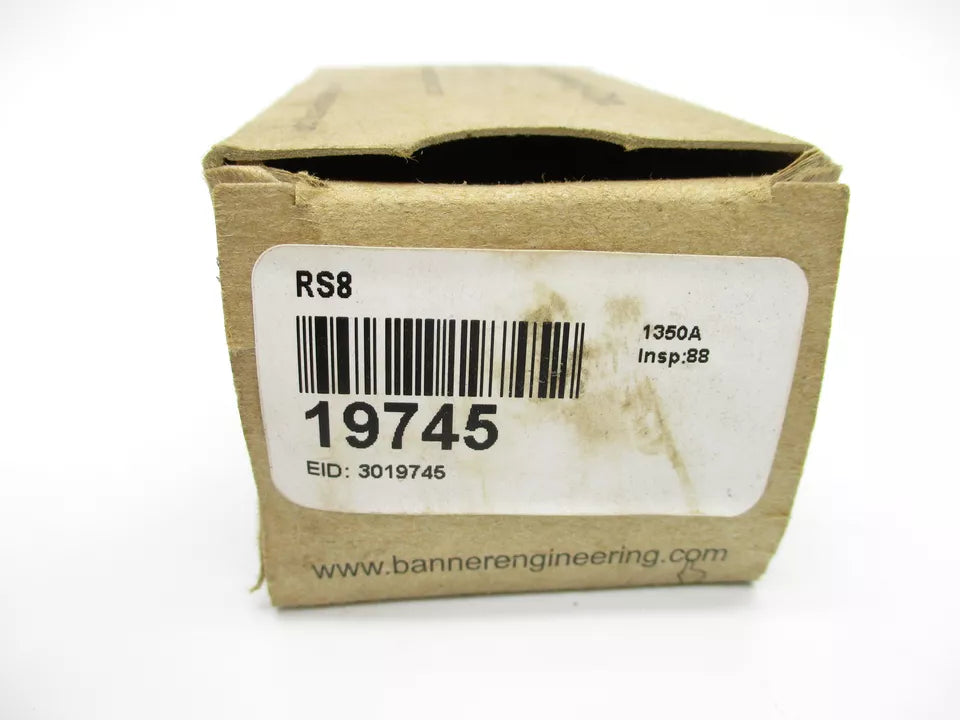 RS8
1350A
Insp:88
19745
EID: 3019745
www.bannerengineering.com